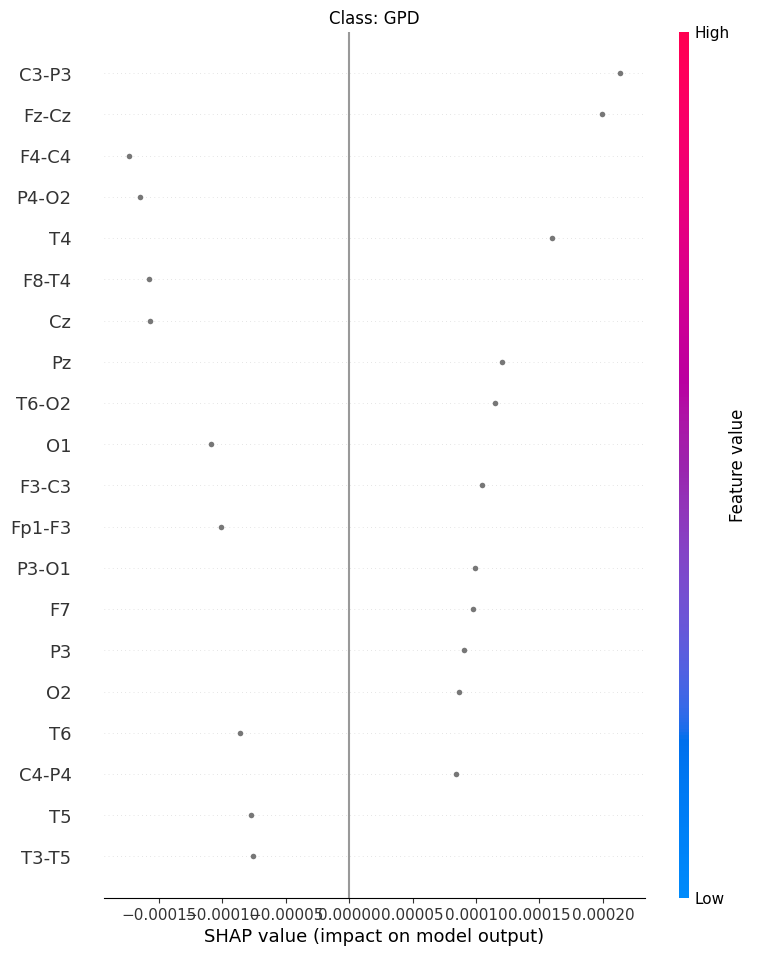 Class: GPD
High
C3-P3
Fz-Cz
F4-C4
P4-O2
T4
F8-T4
Cz
Pz
T6-O2
O1
F3-C3
Fp1-F3
P3-O1
F7
P3
O2
T6
C4-P4
T5
T3-T5
Feature value
Low
−0.00015 −0.00010 −0.00005 0.00000 0.00005 0.00010 0.00015 0.00020
SHAP value (impact on model output)